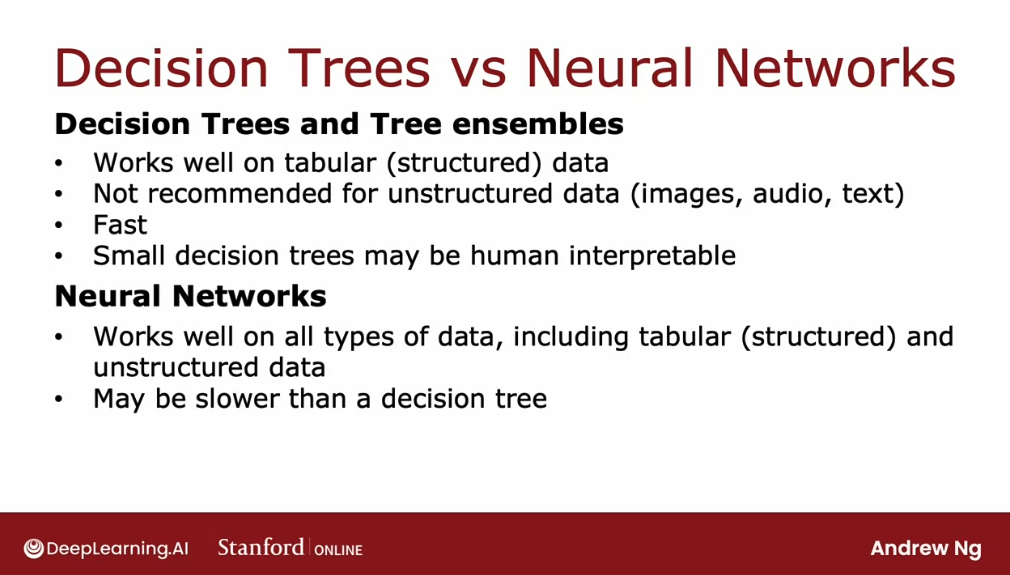 Decision Trees vs Neural Networks
Decision Trees and Tree ensembles
• Works well on tabular (structured) data
• Not recommended for unstructured data (images, audio, text)
• Fast
• Small decision trees may be human interpretable
Neural Networks
• Works well on all types of data, including tabular (structured) and
unstructured data
• May be slower than a decision tree
DeepLearning.AI
Stanford | ONLINE
Andrew Ng